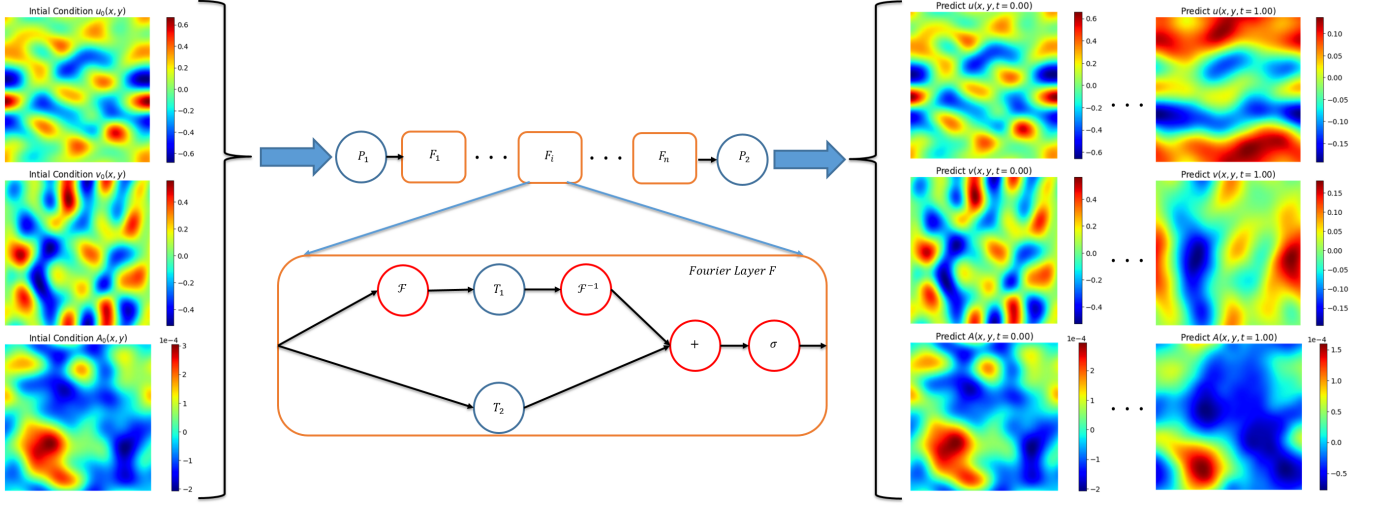 Intial Condition u₀(x, y)
0.6
0.4
0.2
0.0
−0.2
−0.4
−0.6
Intial Condition v₀(x, y)
0.4
0.2
0.0
−0.2
−0.4
Intial Condition A₀(x, y)
1e−4
3
2
1
0
−1
−2
P₁
F₁
· · ·
Fᵢ
· · ·
Fₙ
P₂
Fourier Layer F
ℱ
T₁
ℱ⁻¹
+
σ
T₂
Predict u(x, y, t = 0.00)
0.6
0.4
0.2
0.0
−0.2
−0.4
−0.6
· · ·
Predict u(x, y, t = 1.00)
0.10
0.05
0.00
−0.05
−0.10
−0.15
Predict v(x, y, t = 0.00)
0.4
0.2
0.0
−0.2
−0.4
· · ·
Predict v(x, y, t = 1.00)
0.15
0.10
0.05
0.00
−0.05
−0.10
−0.15
Predict A(x, y, t = 0.00)
1e−4
2
1
0
−1
−2
· · ·
Predict A(x, y, t = 1.00)
1e−4
1.5
1.0
0.5
0.0
−0.5